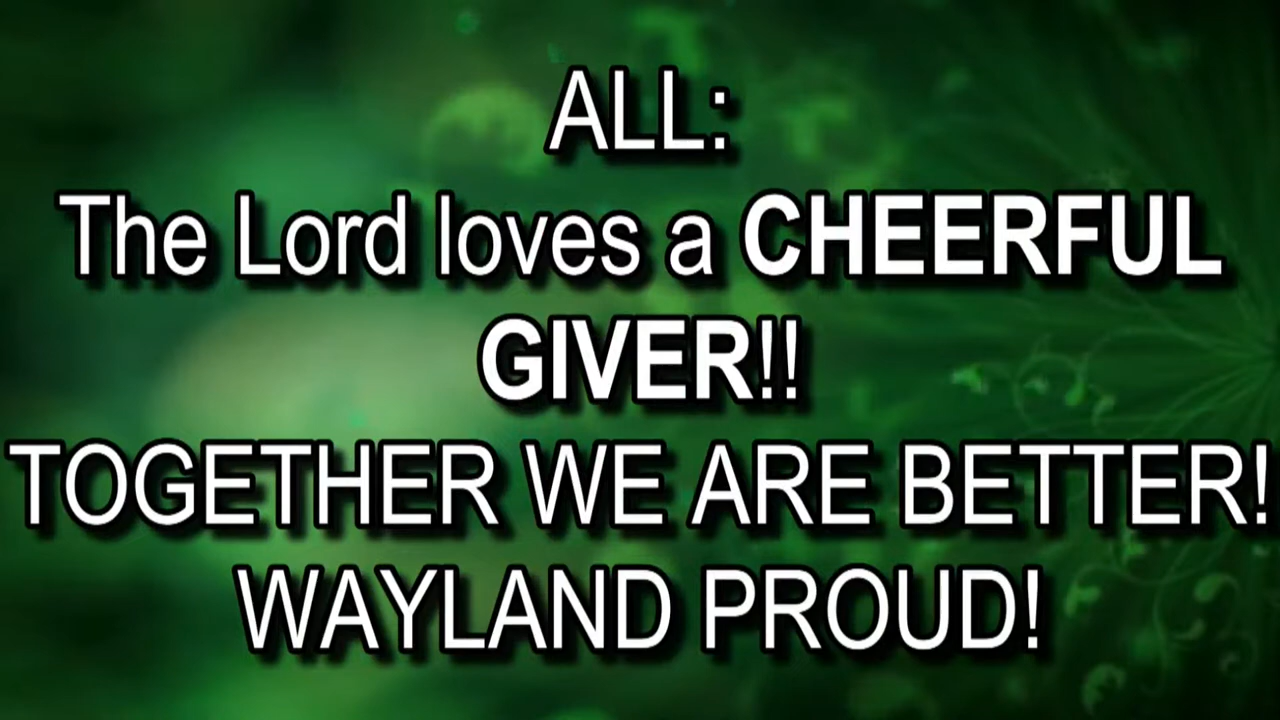 ALL:
The Lord loves a CHEERFUL
GIVER!!
TOGETHER WE ARE BETTER!
WAYLAND PROUD!